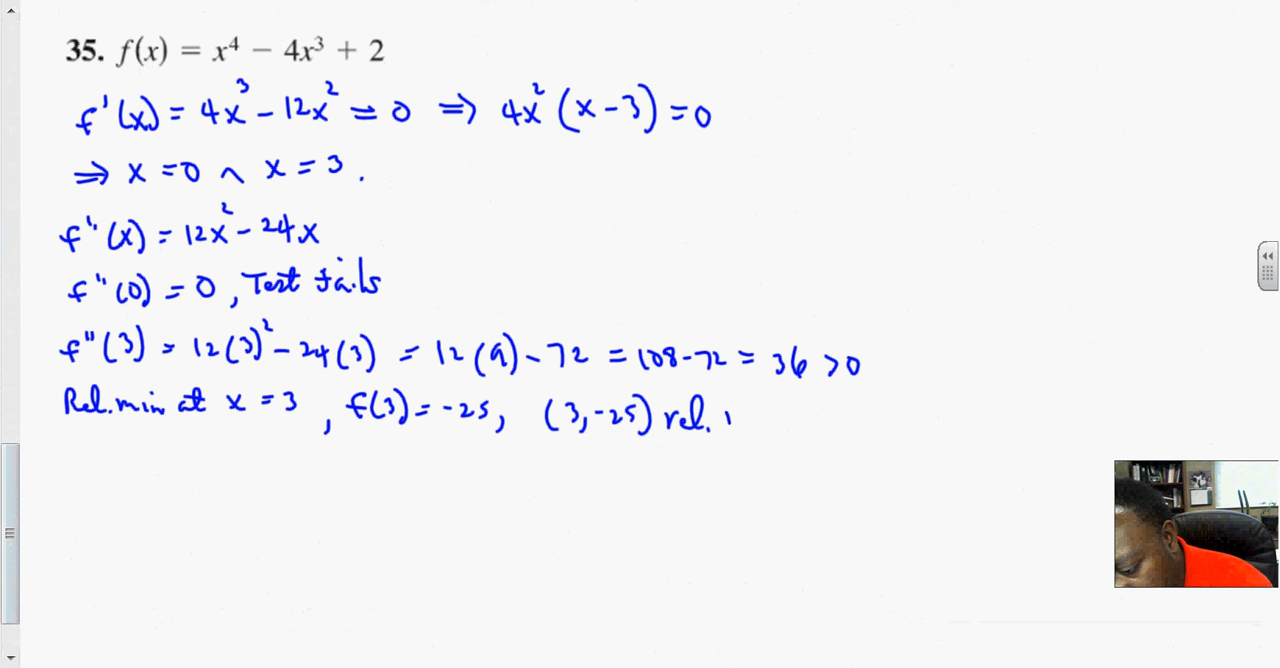 35. f(x) = x⁴ − 4x³ + 2
f'(x) = 4x³ − 12x² = 0 ⇒ 4x²(x − 3) = 0
⇒ x = 0 ∧ x = 3.
f''(x) = 12x² − 24x
f''(0) = 0, Test fails
f''(3) = 12(3)² − 24(3) = 12(9) − 72 = 108 − 72 = 36 > 0
Rel. min at x = 3, f(3) = −25, (3, −25) rel.